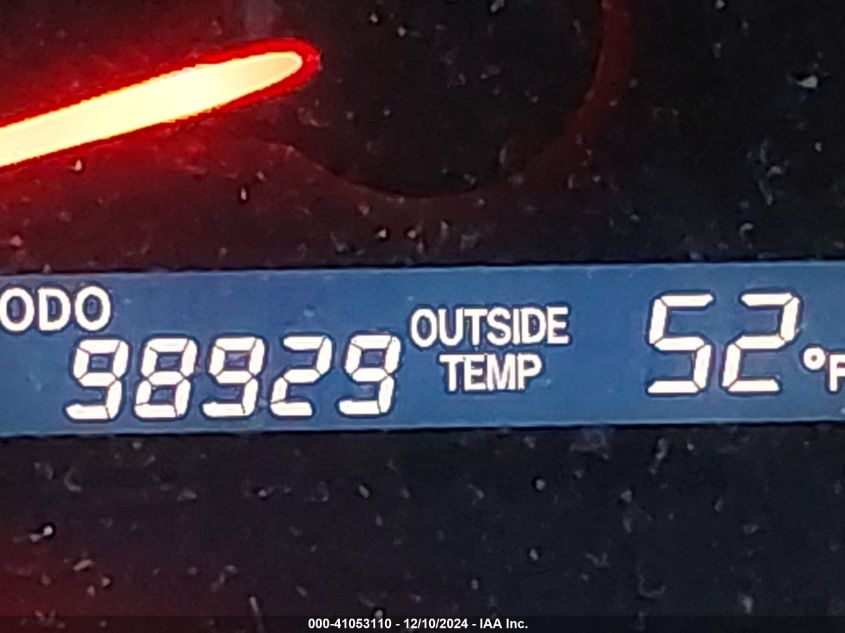 ODO
98929
OUTSIDE
TEMP
52 °F
000-41053110 - 12/10/2024 - IAA Inc.